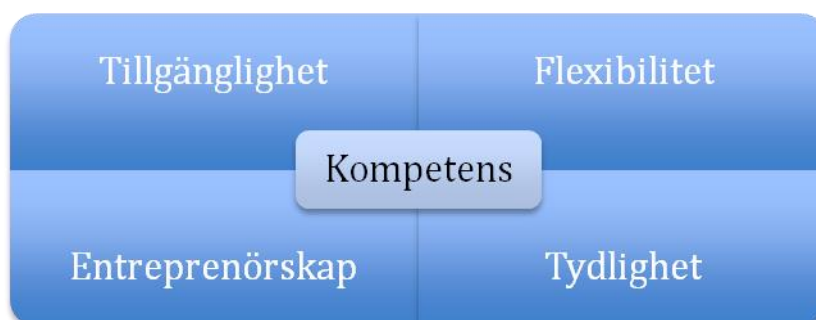 Tillgänglighet
Flexibilitet
Kompetens
Entreprenörskap
Tydlighet